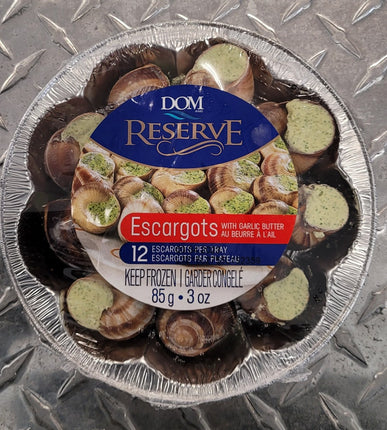 DOM
RESERVE
Escargots WITH GARLIC BUTTER
AU BEURRE À L'AIL
12 ESCARGOTS PER TRAY
ESCARGOTS PAR PLATEAU
KEEP FROZEN | GARDER CONGELÉ
85 g • 3 oz